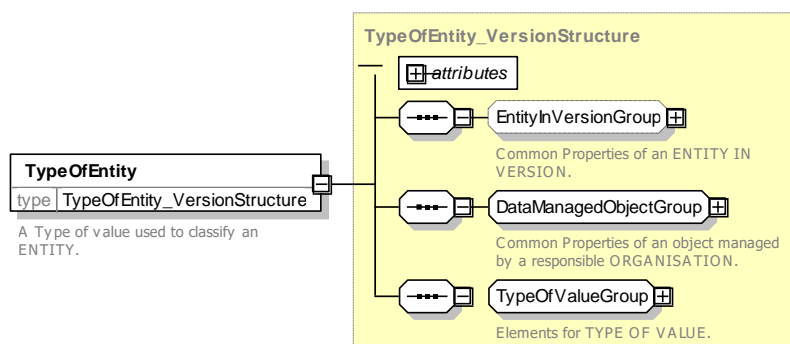 TypeOfEntity_VersionStructure
attributes
EntityInVersionGroup
Common Properties of an ENTITY IN
VERSION.
TypeOfEntity
type TypeOfEntity_VersionStructure
A Type of value used to classify an
ENTITY.
DataManagedObjectGroup
Common Properties of an object managed
by a responsible ORGANISATION.
TypeOfValueGroup
Elements for TYPE OF VALUE.